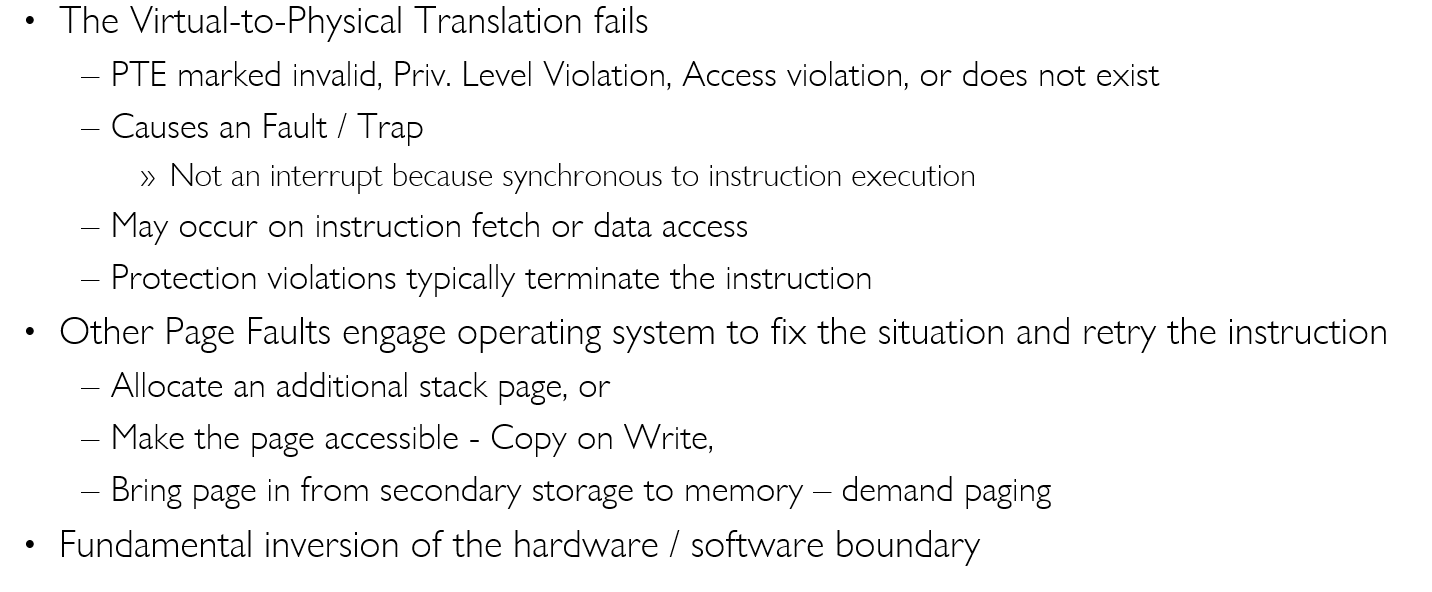 • The Virtual-to-Physical Translation fails
– PTE marked invalid, Priv. Level Violation, Access violation, or does not exist
– Causes an Fault / Trap
» Not an interrupt because synchronous to instruction execution
– May occur on instruction fetch or data access
– Protection violations typically terminate the instruction
• Other Page Faults engage operating system to fix the situation and retry the instruction
– Allocate an additional stack page, or
– Make the page accessible - Copy on Write,
– Bring page in from secondary storage to memory – demand paging
• Fundamental inversion of the hardware / software boundary